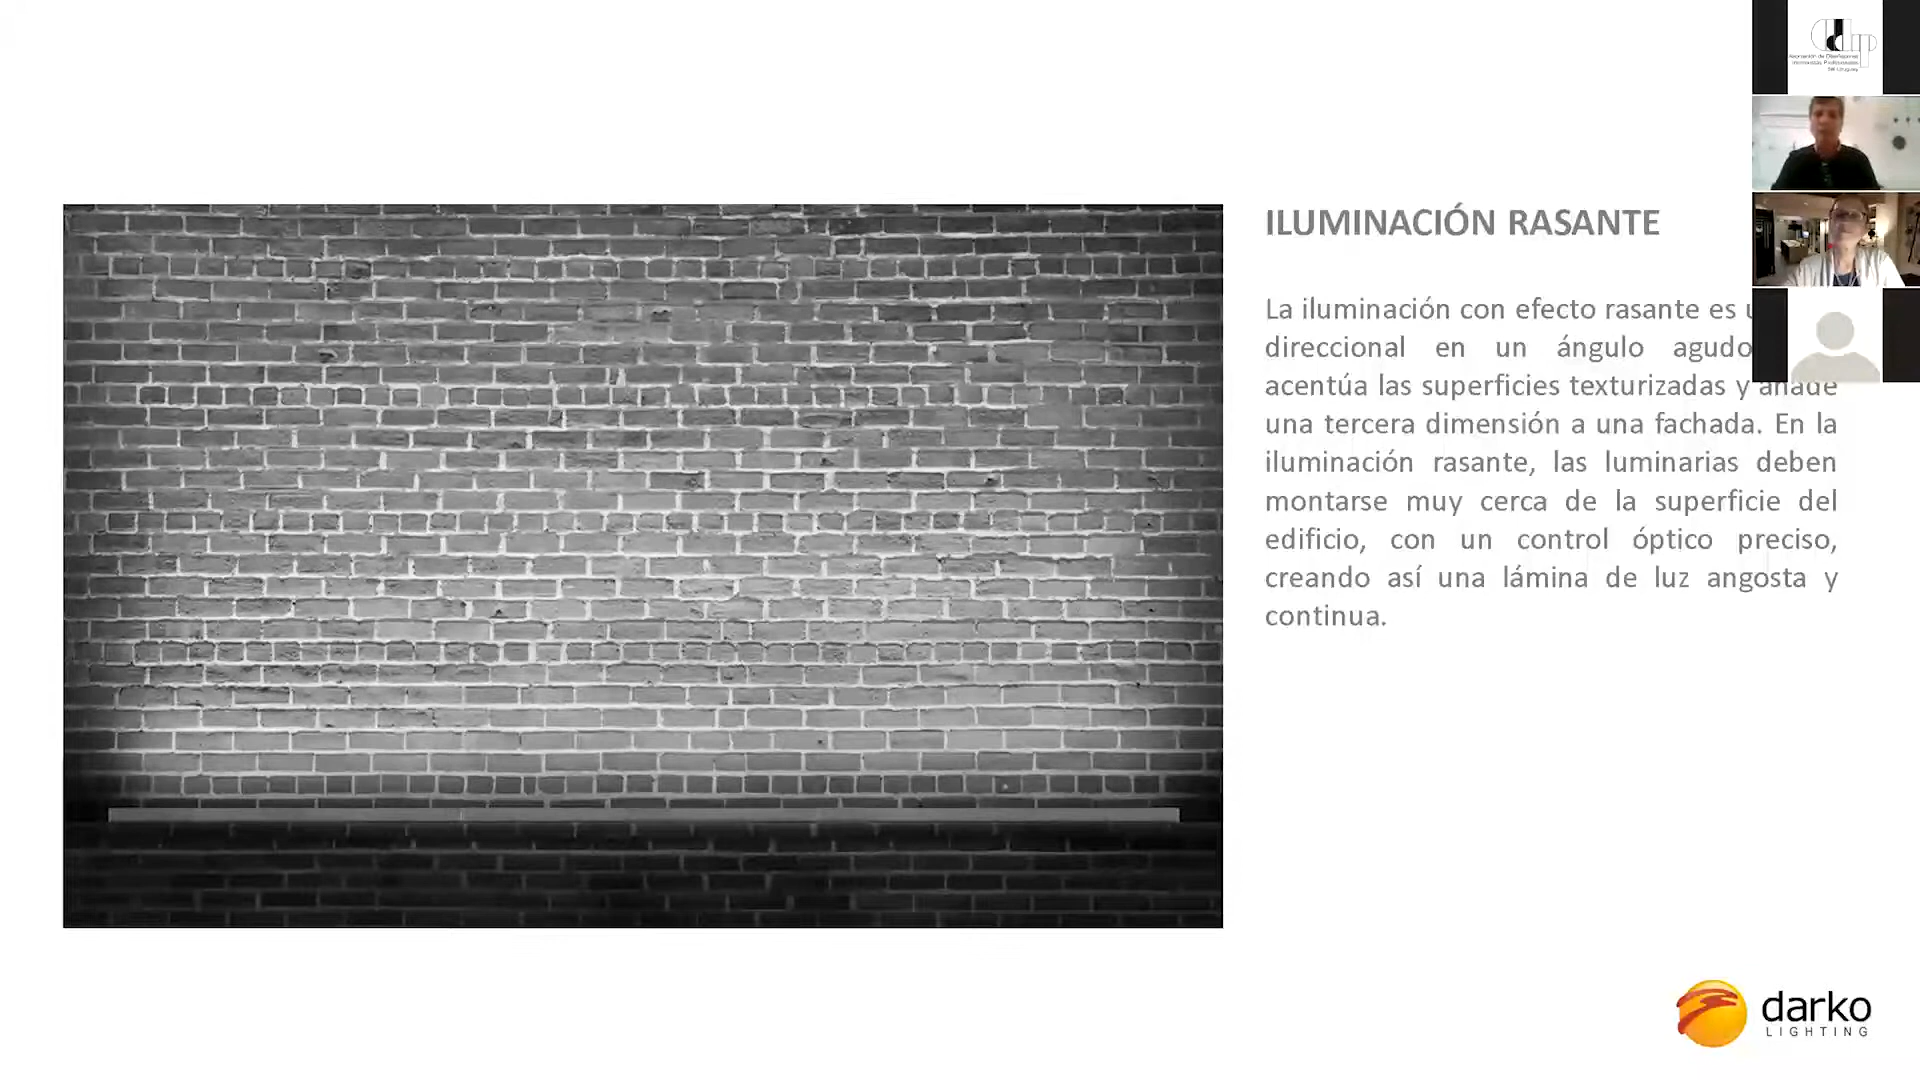 ILUMINACIÓN RASANTE
La iluminación con efecto rasante es
direccional en un ángulo agudo
acentúa las superficies texturizadas y añade
una tercera dimensión a una fachada. En la
iluminación rasante, las luminarias deben
montarse muy cerca de la superficie del
edificio, con un control óptico preciso,
creando así una lámina de luz angosta y
continua.
darko
LIGHTING